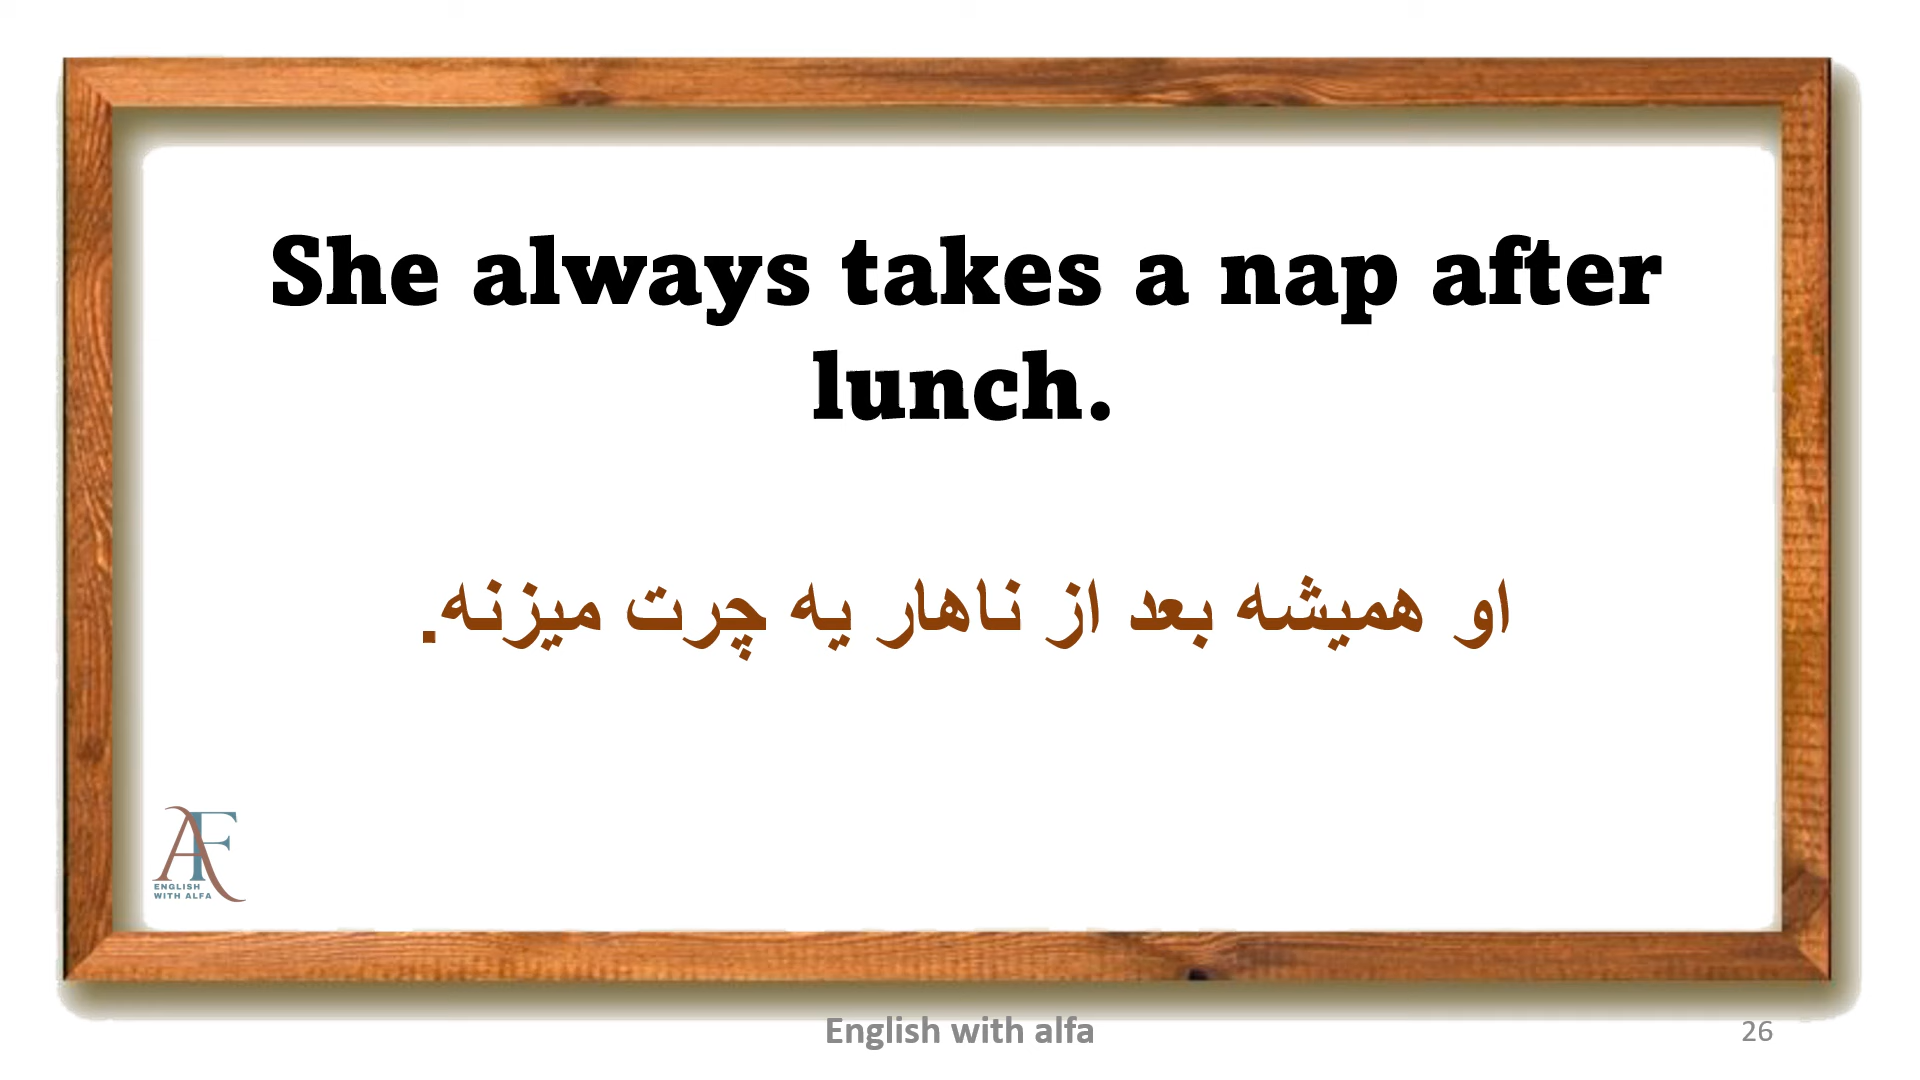 She always takes a nap after
lunch.
او همیشه بعد از ناهار یه چرت میزنه.
AF
ENGLISH
WITH ALFA
English with alfa
26